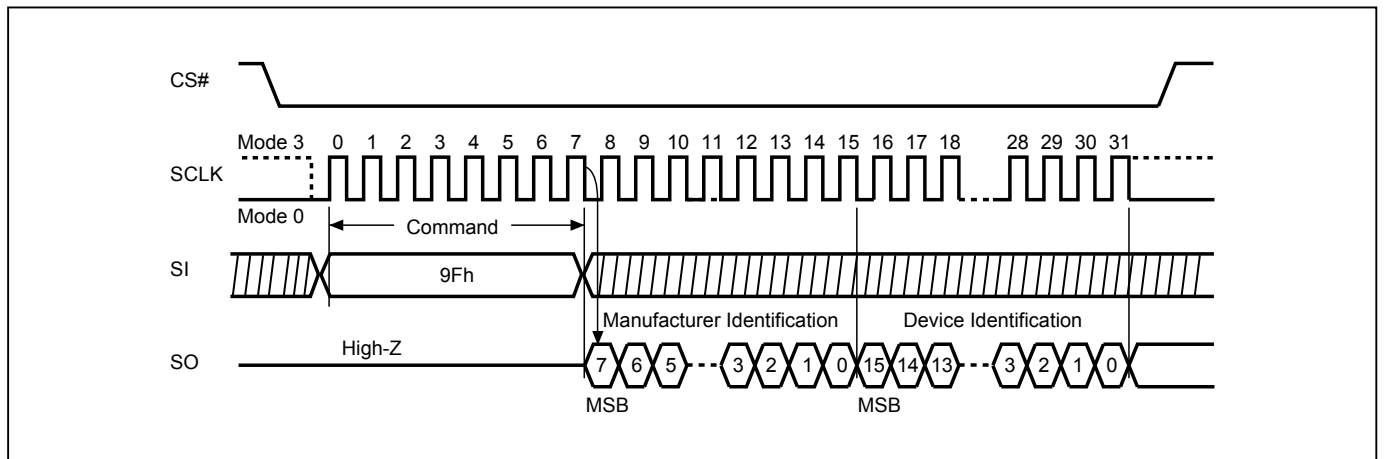 CS#
Mode 3 0 1 2 3 4 5 6 7 8 9 10 11 12 13 14 15 16 17 18 28 29 30 31
SCLK
Mode 0
Command
SI
9Fh
Manufacturer Identification Device Identification
High-Z
SO
7 6 5 3 2 1 0 15 14 13 3 2 1 0
MSB MSB